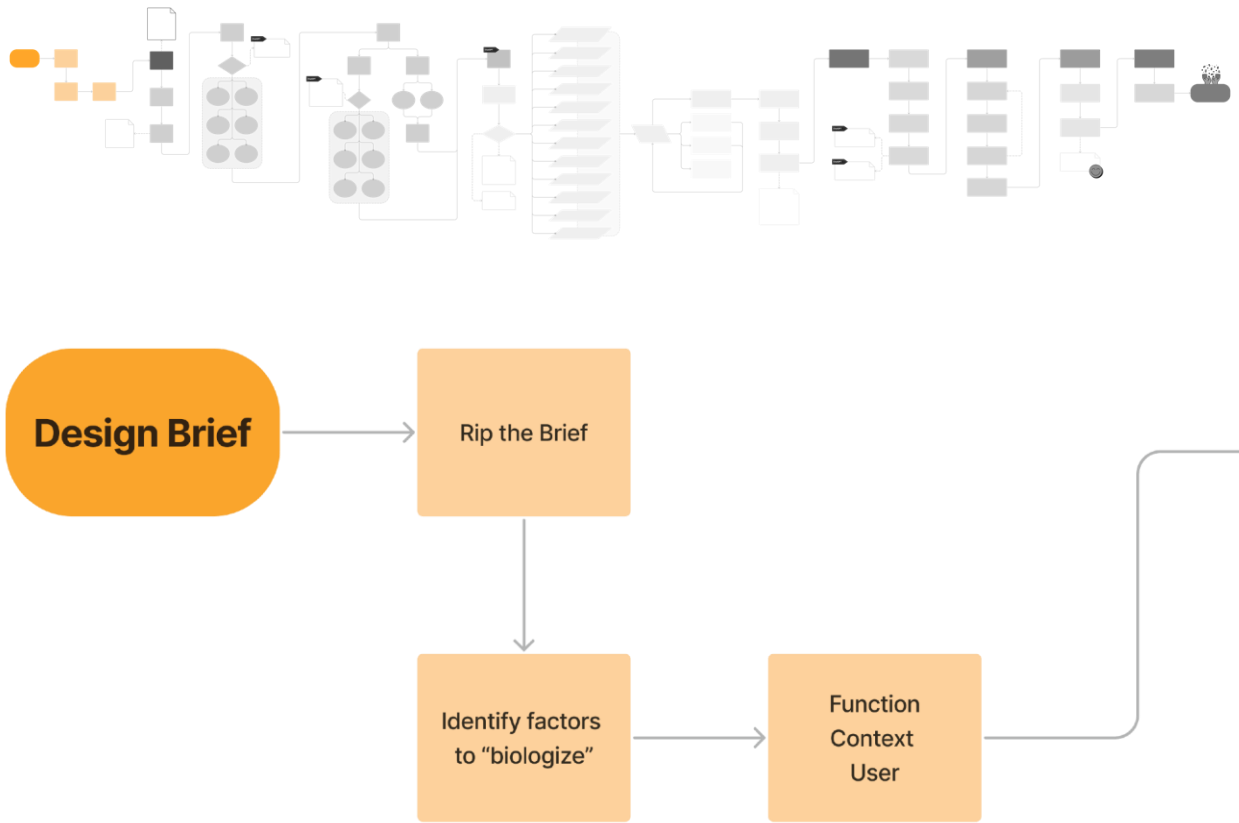 Design Brief
Rip the Brief
Identify factors
to “biologize”
Function
Context
User